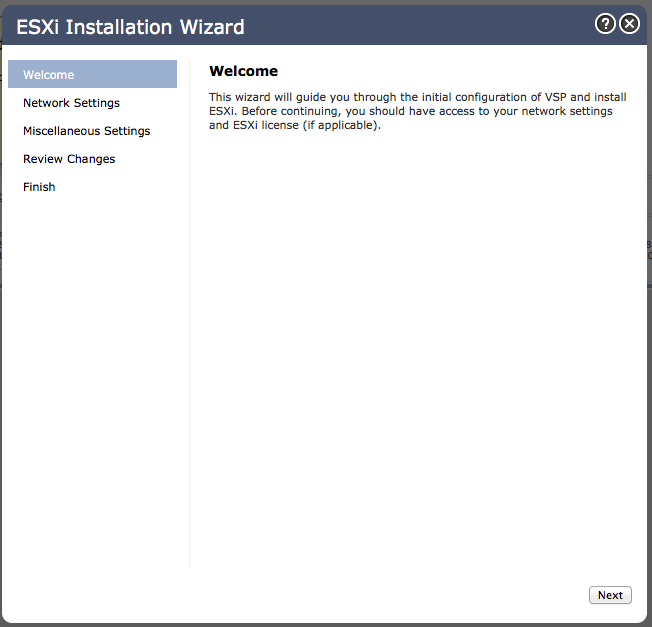 ESXi Installation Wizard
Welcome
Network Settings
Miscellaneous Settings
Review Changes
Finish
Welcome
This wizard will guide you through the initial configuration of VSP and install
ESXi. Before continuing, you should have access to your network settings
and ESXi license (if applicable).
Next